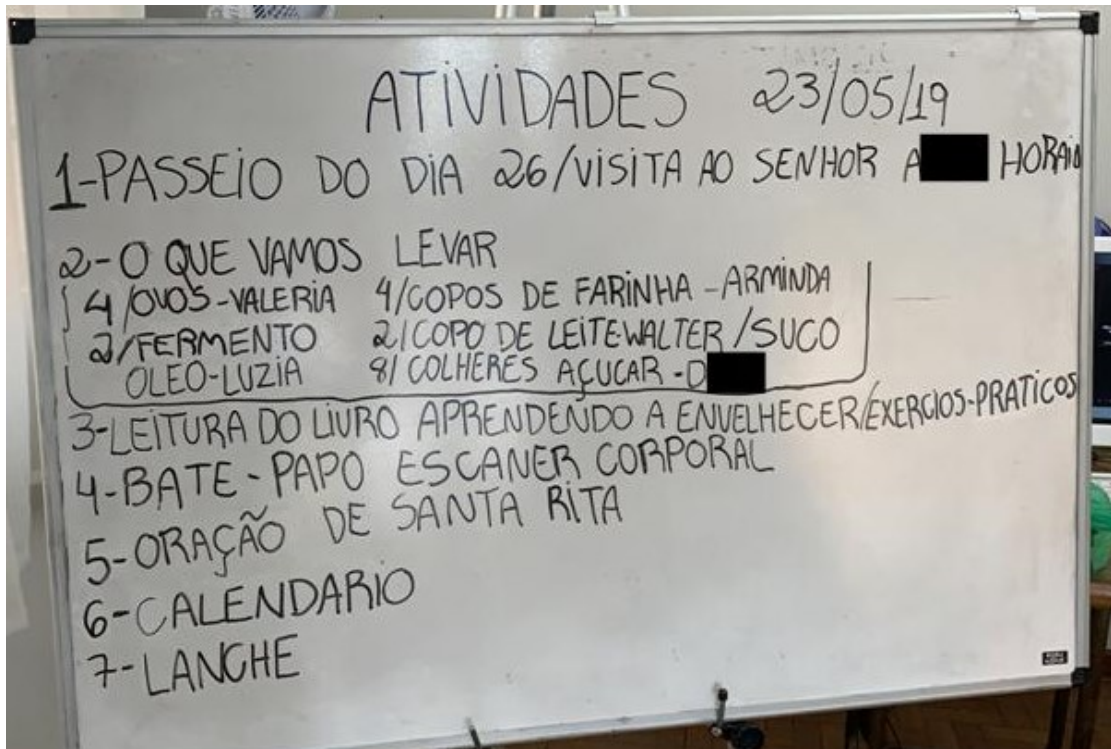 ATIVIDADES 23/05/19
1-PASSEIO DO DIA 26/VISITA AO SENHOR A HORAIO
2-O QUE VAMOS LEVAR
4/OVOS-VALERIA 4/COPOS DE FARINHA-ARMINDA
2/FERMENTO 2/COPO DE LEITE-WALTER/SUCO
OLEO-LUZIA 8/COLHERES AÇUCAR-D
3-LEITURA DO LIVRO APRENDENDO A ENVELHECER/EXERCIOS-PRATICOS
4-BATE-PAPO ESCANER CORPORAL
5-ORAÇÃO DE SANTA RITA
6-CALENDARIO
7-LANCHE